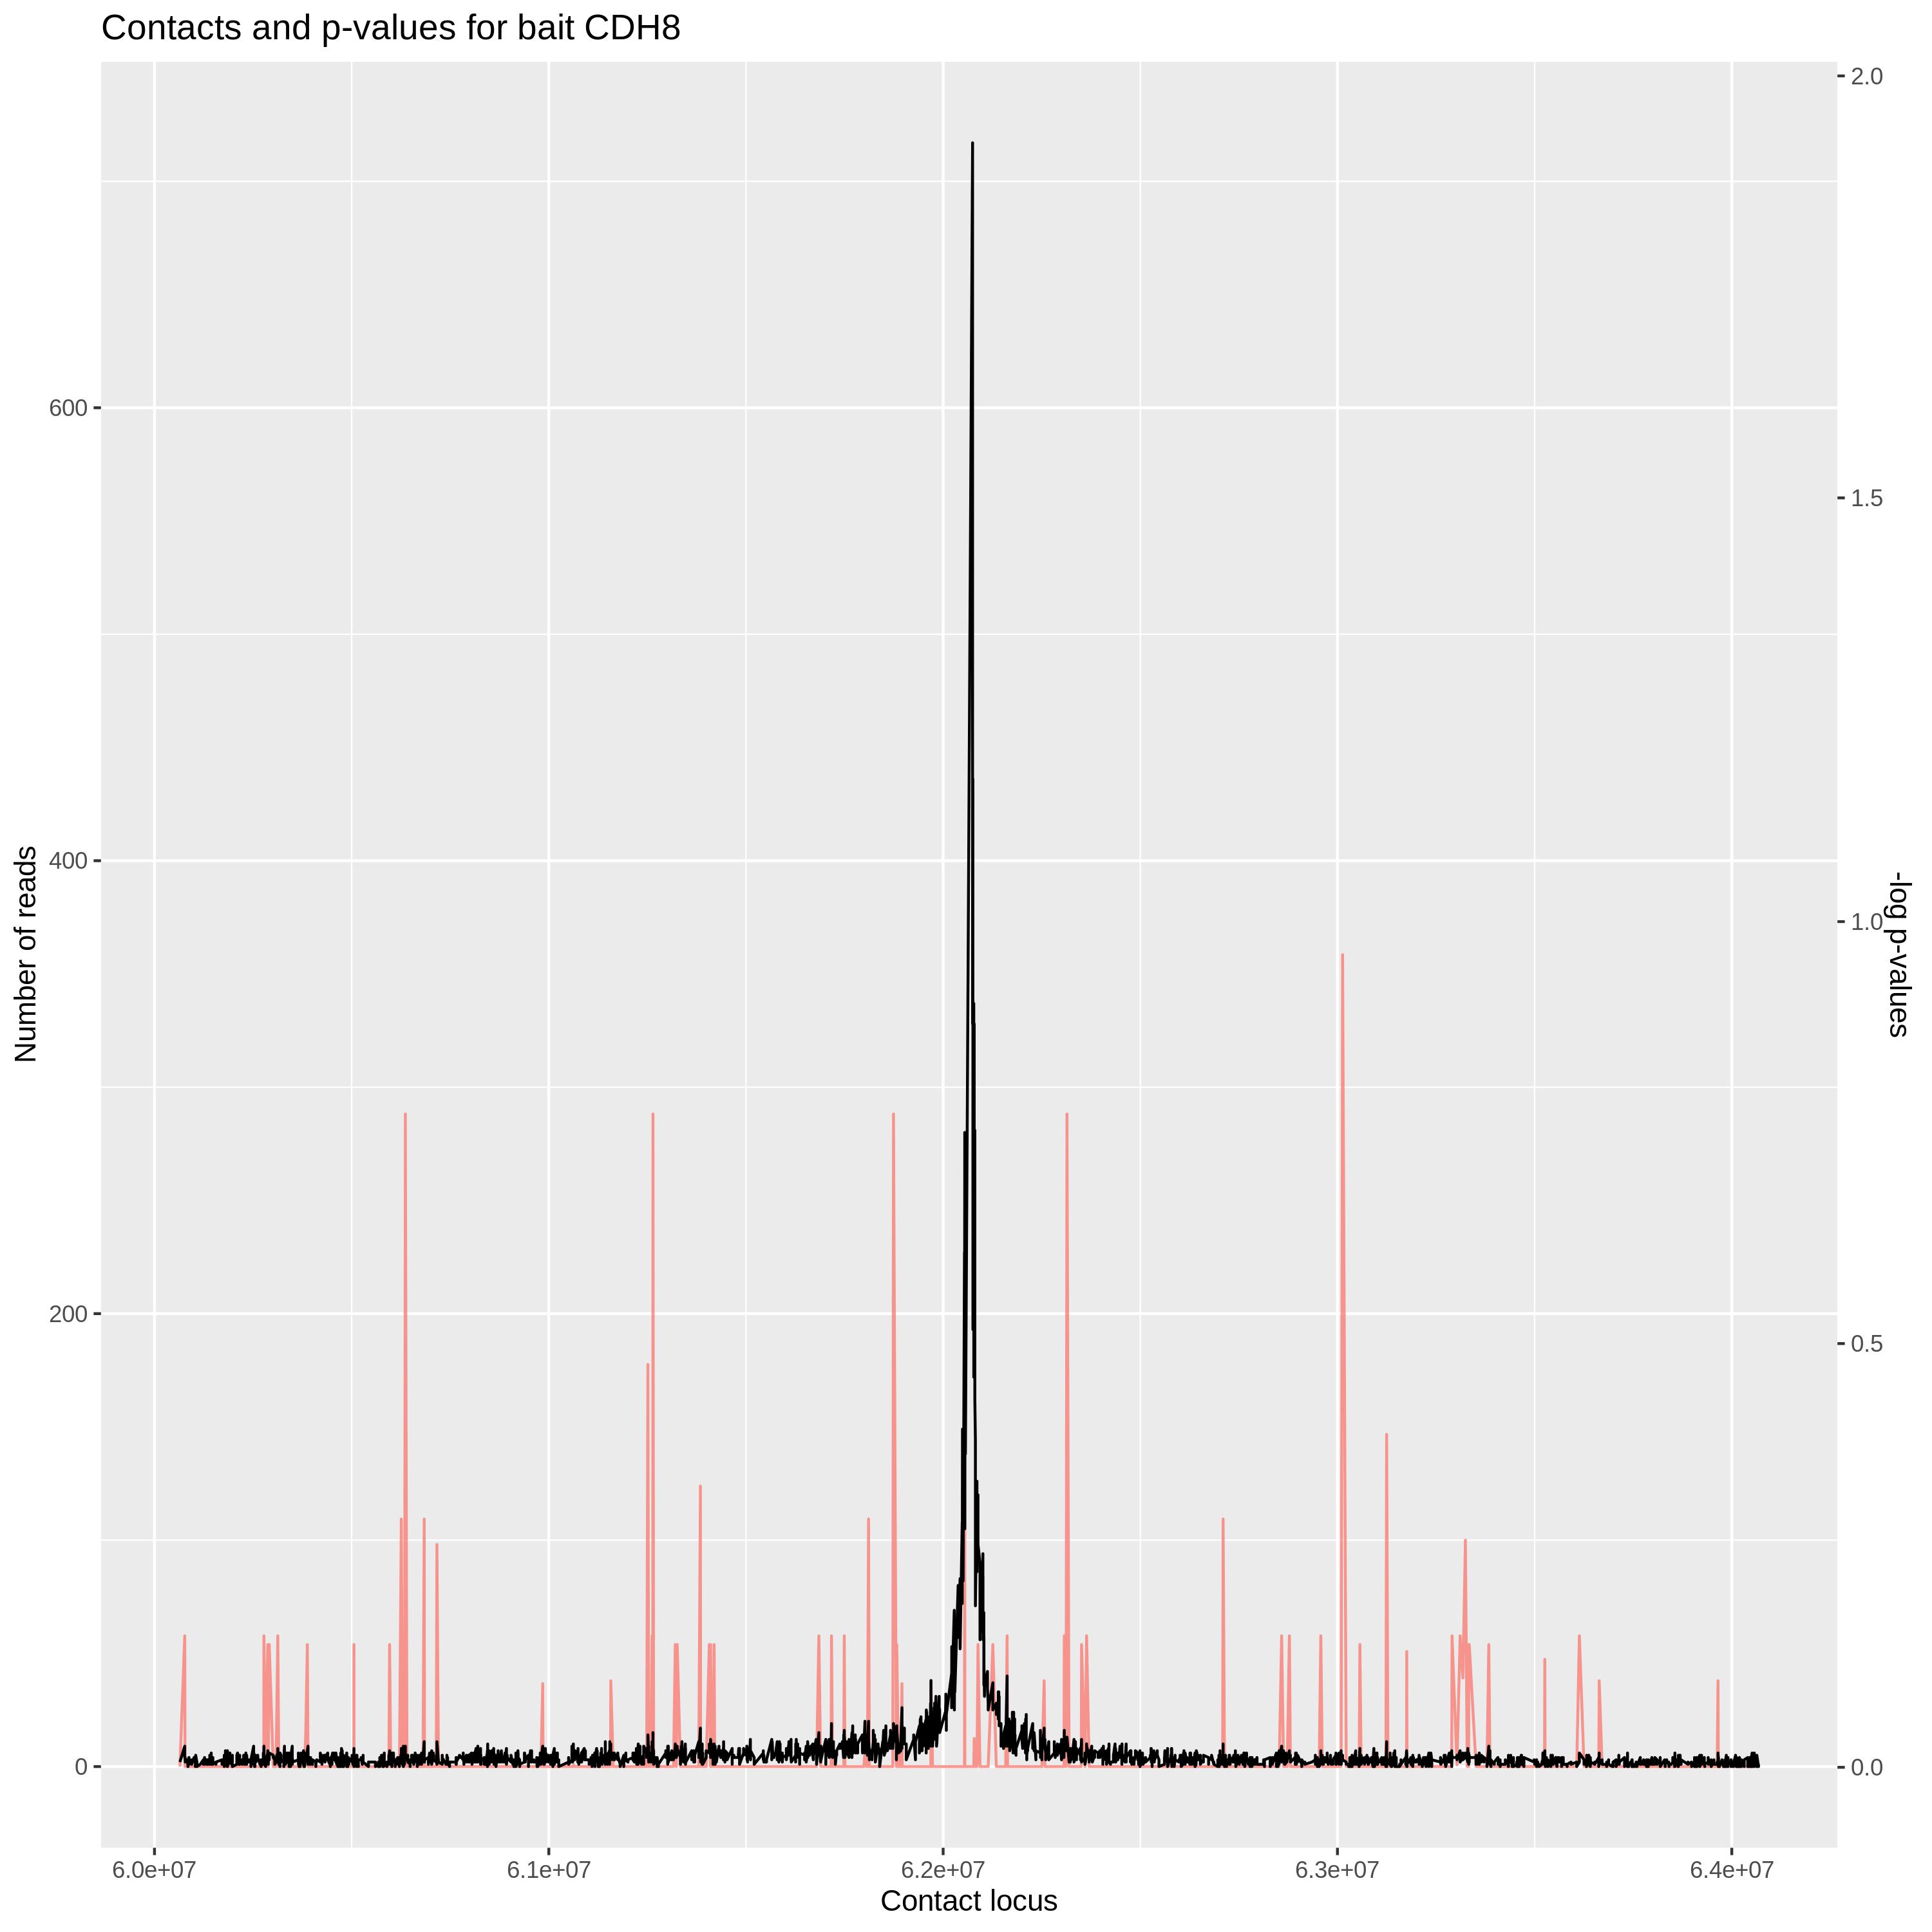 Contacts and p-values for bait CDH8
Number of reads
600
400
200
0
2.0
1.5
1.0
0.5
0.0
-log p-values
6.0e+07
6.1e+07
6.2e+07
6.3e+07
6.4e+07
Contact locus